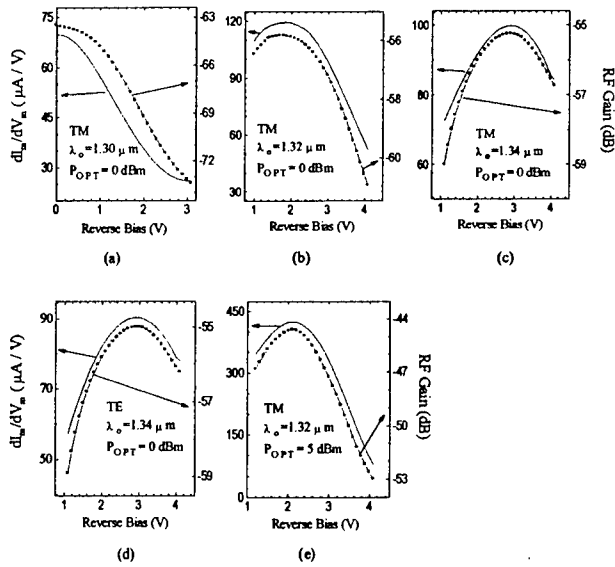 dIm/dVm (μA / V)
75
60
45
30
-63
-66
-69
-72
TM
λo=1.30 μm
POPT= 0 dBm
0 1 2 3
Reverse Bias (V)
(a)
120
90
60
30
-56
-58
-60
TM
λo=1.32 μm
POPT= 0 dBm
1 2 3 4
Reverse Bias (V)
(b)
100
80
60
-55
-57
-59
RF Gain (dB)
TM
λo=1.34 μm
POPT= 0 dBm
1 2 3 4
Reverse Bias (V)
(c)
dIm/dVm (μA / V)
90
70
50
-55
-57
-59
TE
λo=1.34 μm
POPT= 0 dBm
1 2 3 4
Reverse Bias (V)
(d)
450
300
150
0
-44
-47
-50
-53
RF Gain (dB)
TM
λo=1.32 μm
POPT= 5 dBm
1 2 3 4
Reverse Bias (V)
(e)